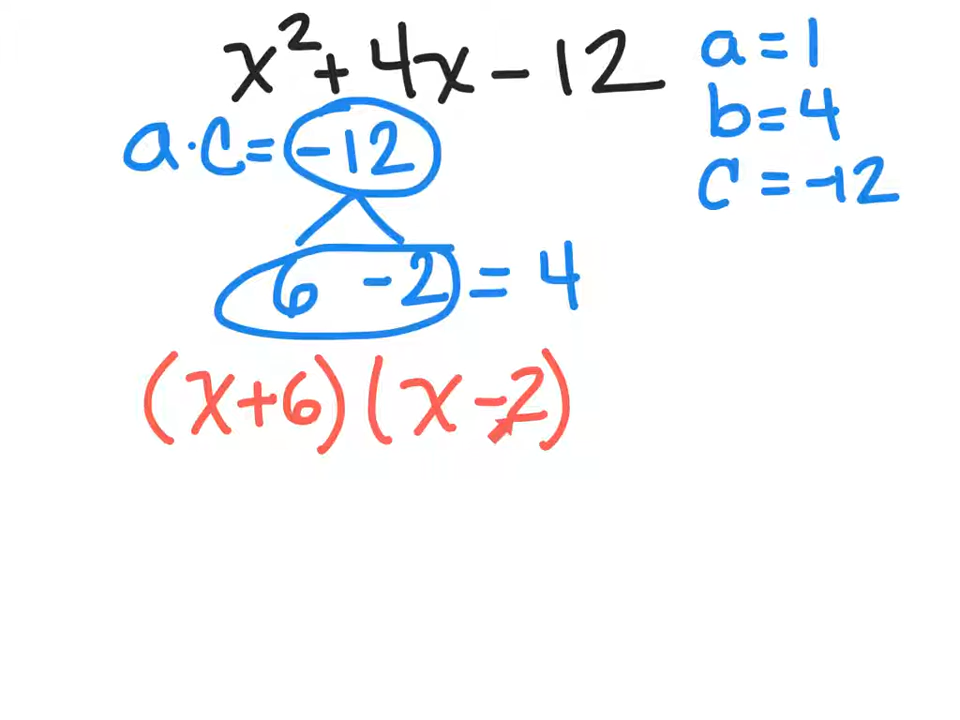 x² + 4x - 12
a = 1
b = 4
c = -12
a · c = -12
6 -2 = 4
(x+6)(x-2)